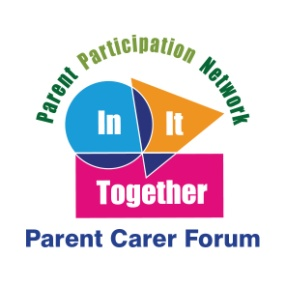 Parent Participation Network
In It
Together
Parent Carer Forum